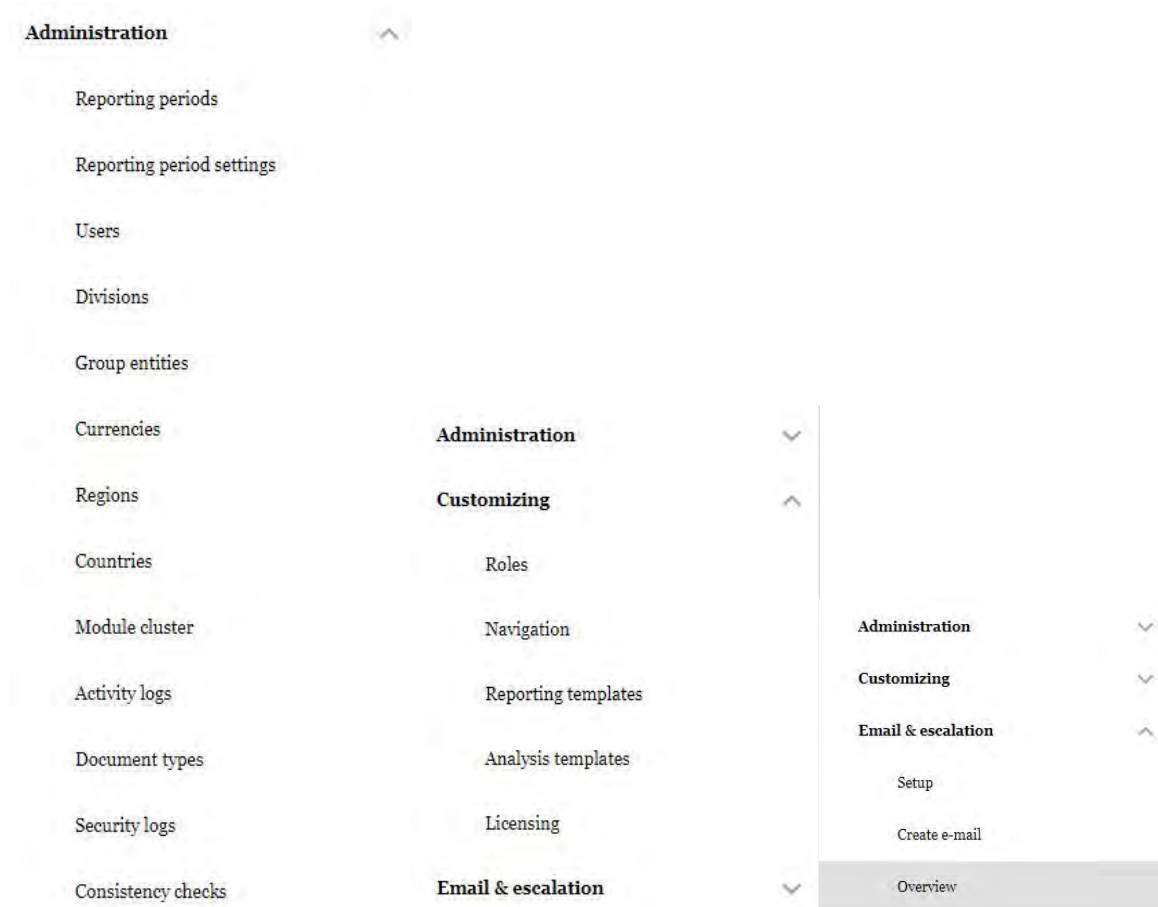 Administration
Reporting periods
Reporting period settings
Users
Divisions
Group entities
Currencies
Regions
Countries
Module cluster
Activity logs
Document types
Security logs
Consistency checks
Administration
Customizing
Roles
Navigation
Reporting templates
Analysis templates
Licensing
Email & escalation
Administration
Customizing
Email & escalation
Setup
Create e-mail
Overview